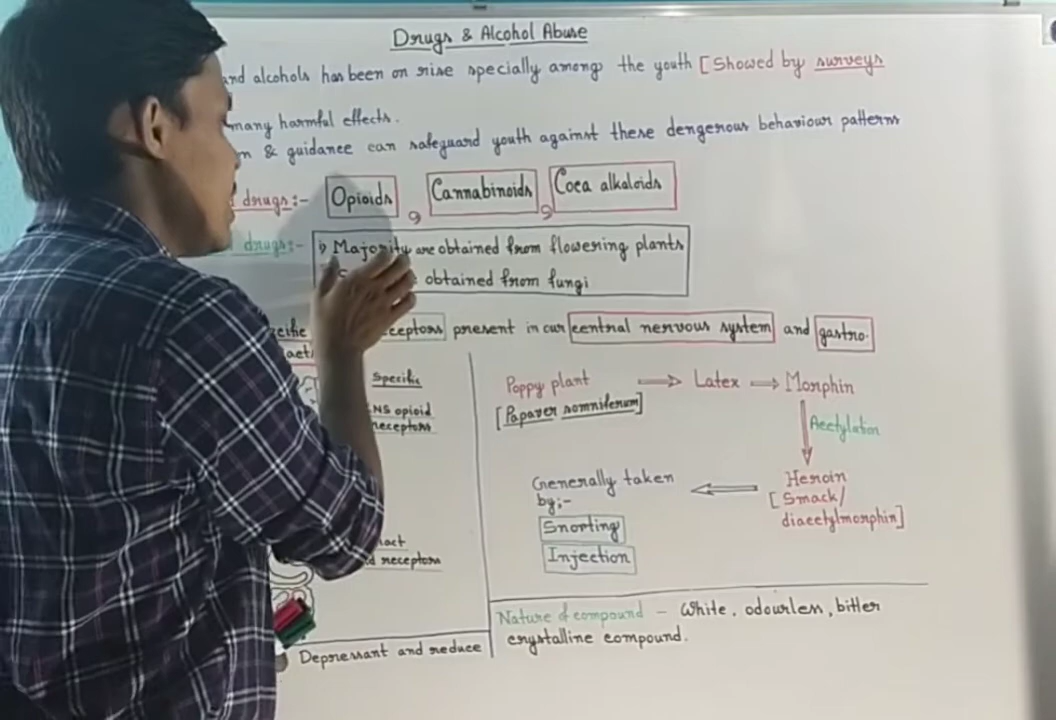 Drugs & Alcohol Abuse
and alcohols has been on rise specially among the youth [Showed by surveys
many harmful effects.
n & guidance can safeguard youth against these dengerous behaviour patterns
drugs:- Opioids, Cannabinoids, Coca alkaloids
drugs:- i) Majority are obtained from flowering plants
obtained from fungi
ceptors present in our central nervous system and gastro.
Specific
NS opioid
receptors
Poppy plant ⇒ Latex ⇒ Morphin
[Papaver somniferum]
Acetylation
Heroin
[Smack/
diacetylmorphin]
Generally taken
by:-
Snorting
Injection
receptors
Nature of compound - White, odourless, bitter
crystalline compound.
Depressant and reduce